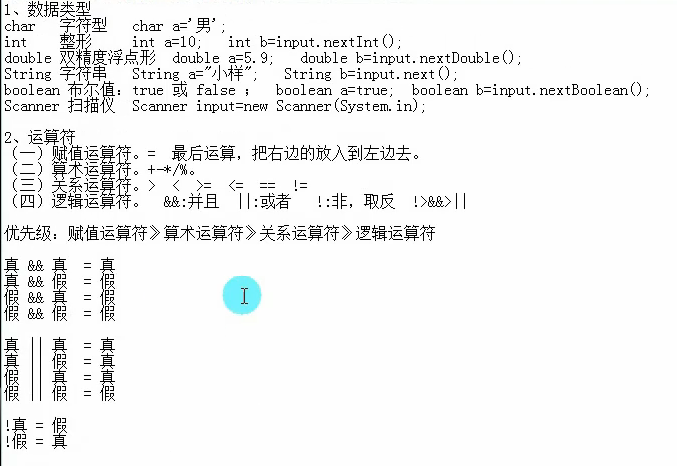 1、数据类型
char 字符型 char a='男';
int 整形 int a=10; int b=input.nextInt();
double 双精度浮点形 double a=5.9; double b=input.nextDouble();
String 字符串 String a="小样"; String b=input.next();
boolean 布尔值：true 或 false ； boolean a=true; boolean b=input.nextBoolean();
Scanner 扫描仪 Scanner input=new Scanner(System.in);
2、运算符
（一）赋值运算符。= 最后运算，把右边的放入到左边去。
（二）算术运算符。+-*/%。
（三）关系运算符。> < >= <= == !=
（四）逻辑运算符。 &&:并且 ||:或者 !:非，取反 !>&&>||
优先级：赋值运算符》算术运算符》关系运算符》逻辑运算符
真 && 真 = 真
真 && 假 = 假
假 && 真 = 假
假 && 假 = 假
真 || 真 = 真
真 || 假 = 真
假 || 真 = 真
假 || 假 = 假
!真 = 假
!假 = 真